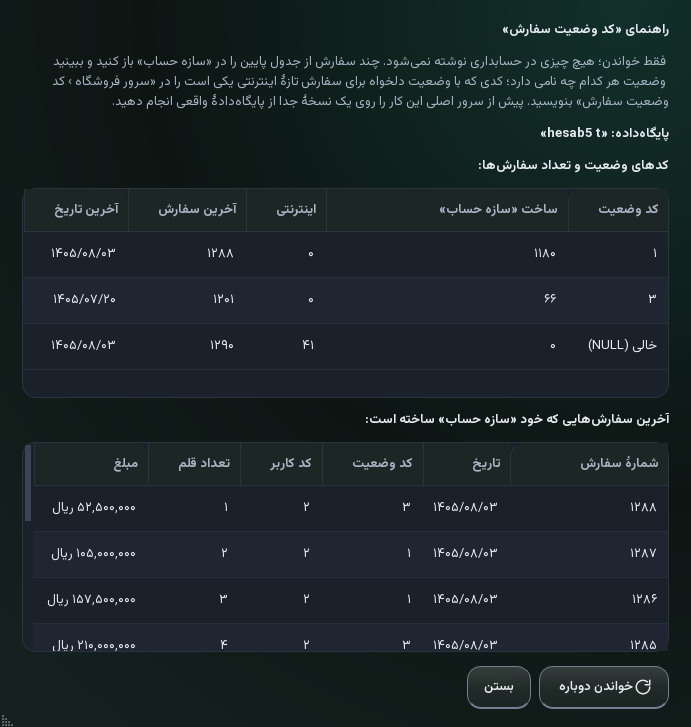 راهنمای «کد وضعیت سفارش»
فقط خواندن؛ هیچ چیزی در حسابداری نوشته نمی‌شود. چند سفارش از جدول پایین را در «سازه حساب» باز کنید و ببینید
وضعیت هر کدام چه نامی دارد؛ کدی که با وضعیت دلخواه برای سفارش تازهٔ اینترنتی یکی است را در «سرور فروشگاه › کد
وضعیت سفارش» بنویسید. پیش از سرور اصلی این کار را روی یک نسخهٔ جدا از پایگاه‌دادهٔ واقعی انجام دهید.
پایگاه‌داده: «hesab5 t»
کدهای وضعیت و تعداد سفارش‌ها:
کد وضعیت ساخت «سازه حساب» اینترنتی آخرین سفارش آخرین تاریخ
۱ ۱۱۸۰ ۰ ۱۲۸۸ ۱۴۰۵/۰۸/۰۳
۳ ۶۶ ۰ ۱۲۰۱ ۱۴۰۵/۰۷/۲۰
خالی (NULL) ۰ ۴۱ ۱۲۹۰ ۱۴۰۵/۰۸/۰۳
آخرین سفارش‌هایی که خود «سازه حساب» ساخته است:
شمارهٔ سفارش تاریخ کد وضعیت کد کاربر تعداد قلم مبلغ
۱۲۸۸ ۱۴۰۵/۰۸/۰۳ ۳ ۲ ۱ ۵۲,۵۰۰,۰۰۰ ریال
۱۲۸۷ ۱۴۰۵/۰۸/۰۳ ۱ ۲ ۲ ۱۰۵,۰۰۰,۰۰۰ ریال
۱۲۸۶ ۱۴۰۵/۰۸/۰۳ ۱ ۲ ۳ ۱۵۷,۵۰۰,۰۰۰ ریال
۱۲۸۵ ۱۴۰۵/۰۸/۰۳ ۳ ۲ ۴ ۲۱۰,۰۰۰,۰۰۰ ریال
خواندن دوباره بستن